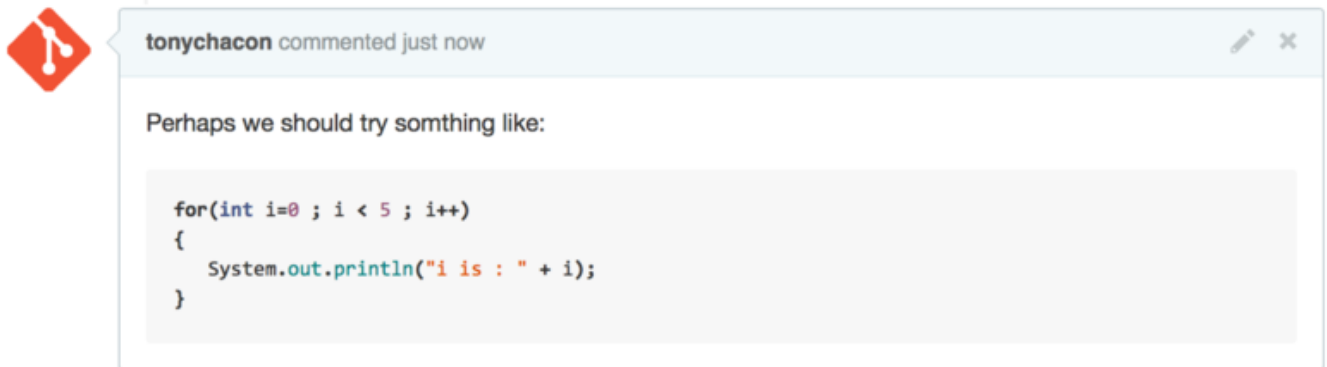 tonychacon commented just now
Perhaps we should try somthing like:
for(int i=0 ; i < 5 ; i++)
{
   System.out.println("i is : " + i);
}